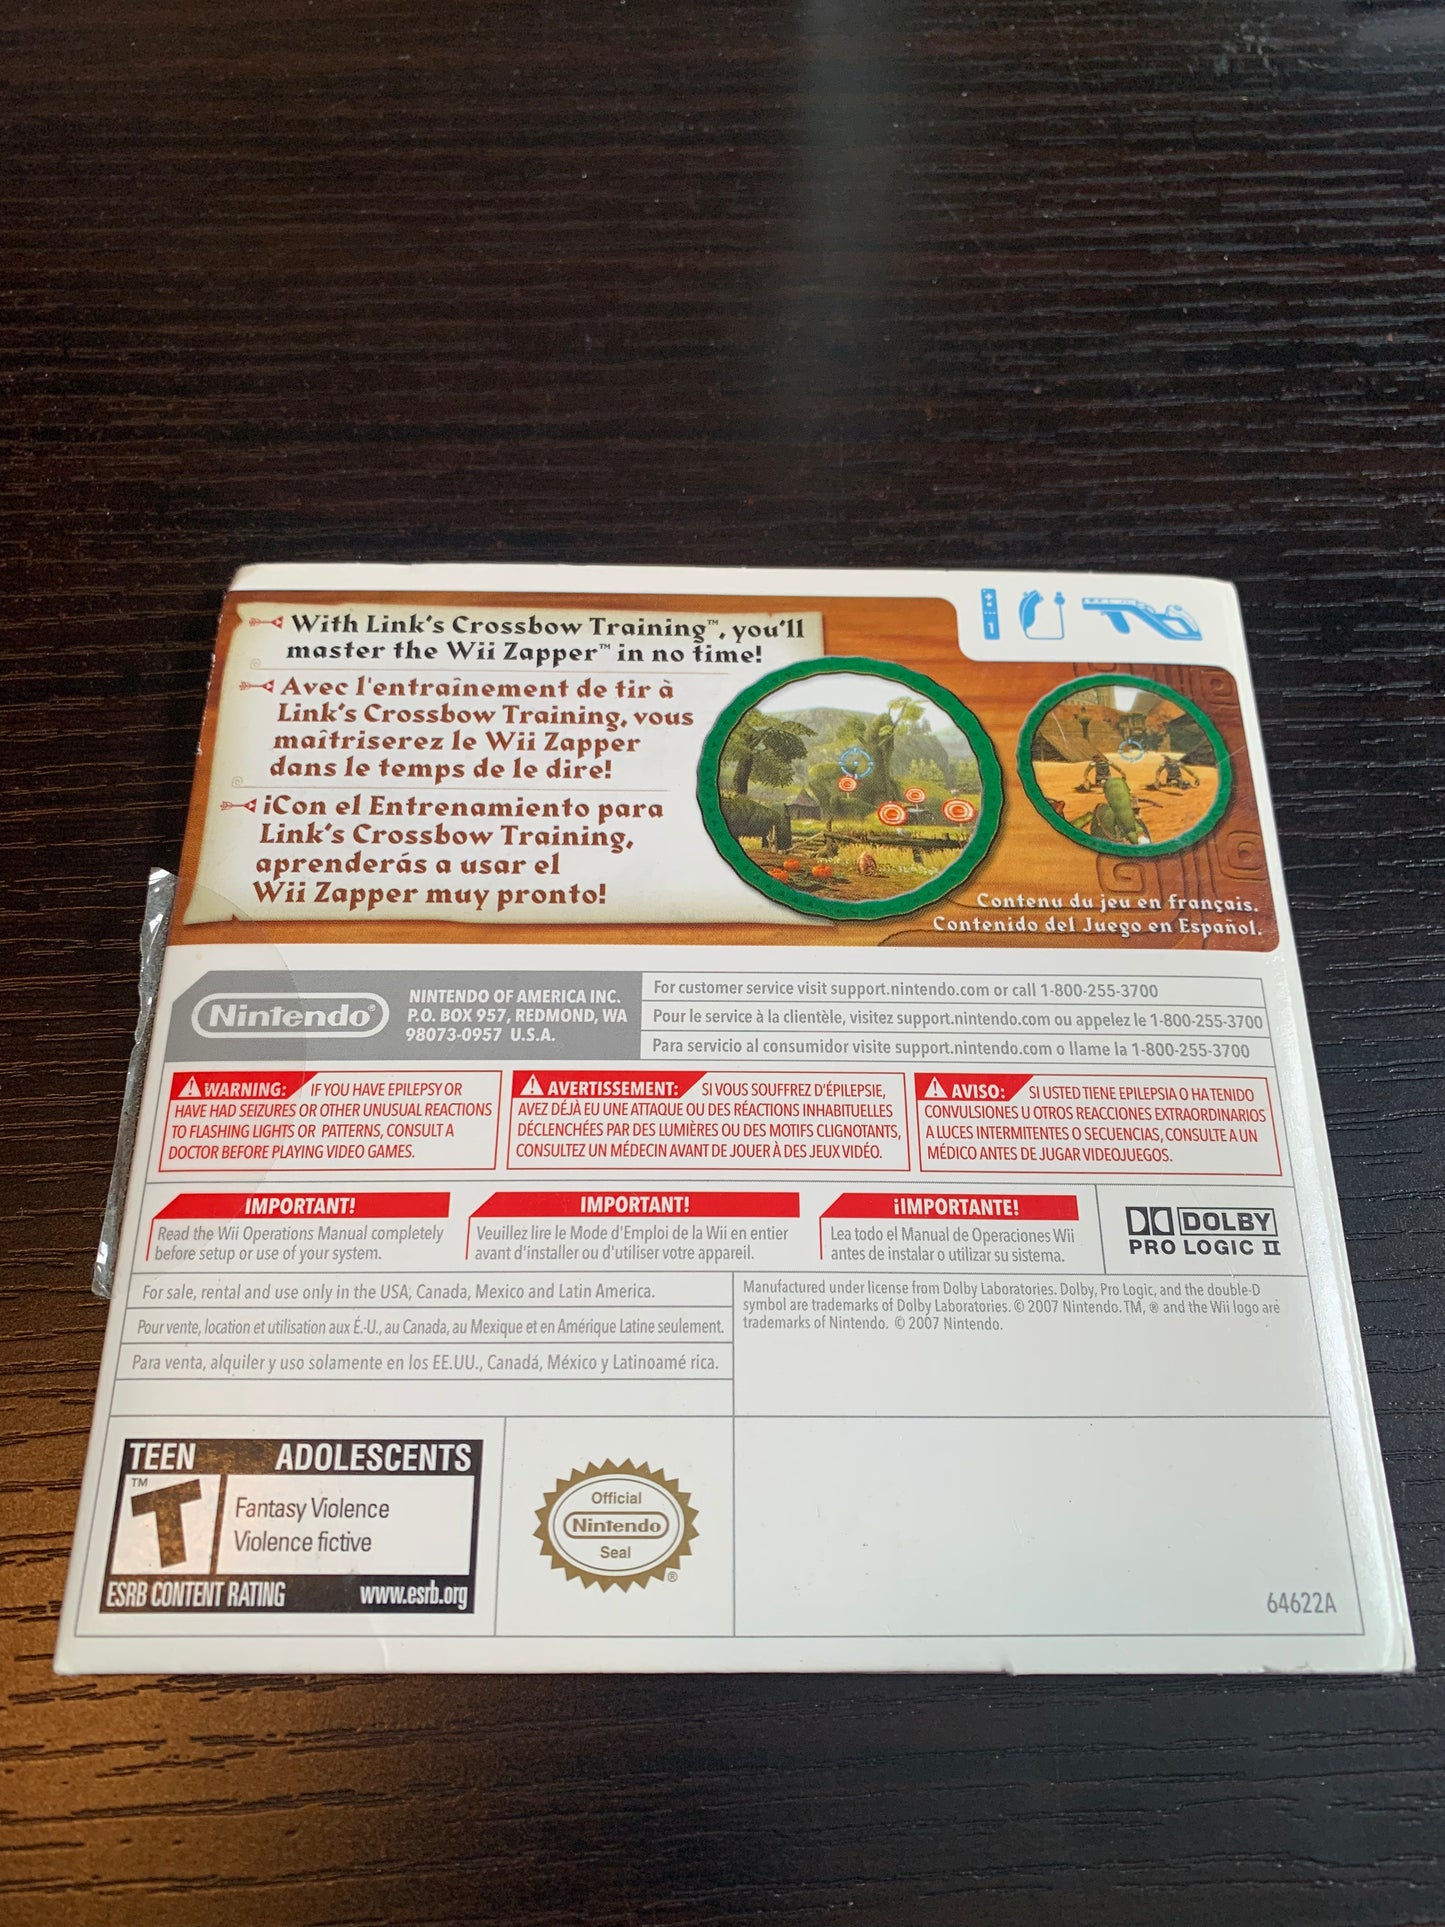 With Link's Crossbow Training™, you'll
master the Wii Zapper™ in no time!
Avec l'entraînement de tir à
Link's Crossbow Training, vous
maîtriserez le Wii Zapper
dans le temps de le dire!
¡Con el Entrenamiento para
Link's Crossbow Training,
aprenderás a usar el
Wii Zapper muy pronto!
1
Contenu du jeu en français.
Contenido del Juego en Español.
Nintendo®
NINTENDO OF AMERICA INC.
P.O. BOX 957, REDMOND, WA
98073-0957 U.S.A.
For customer service visit support.nintendo.com or call 1-800-255-3700
Pour le service à la clientèle, visitez support.nintendo.com ou appelez le 1-800-255-3700
Para servicio al consumidor visite support.nintendo.com o llame la 1-800-255-3700
WARNING: IF YOU HAVE EPILEPSY OR
HAVE HAD SEIZURES OR OTHER UNUSUAL REACTIONS
TO FLASHING LIGHTS OR PATTERNS, CONSULT A
DOCTOR BEFORE PLAYING VIDEO GAMES.
AVERTISSEMENT: SI VOUS SOUFFREZ D'ÉPILEPSIE,
AVEZ DÉJÀ EU UNE ATTAQUE OU DES RÉACTIONS INHABITUELLES
DÉCLENCHÉES PAR DES LUMIÈRES OU DES MOTIFS CLIGNOTANTS,
CONSULTEZ UN MÉDECIN AVANT DE JOUER À DES JEUX VIDÉO.
AVISO: SI USTED TIENE EPILEPSIA O HA TENIDO
CONVULSIONES U OTROS REACCIONES EXTRAORDINARIOS
A LUCES INTERMITENTES O SECUENCIAS, CONSULTE A UN
MÉDICO ANTES DE JUGAR VIDEOJUEGOS.
IMPORTANT!
Read the Wii Operations Manual completely
before setup or use of your system.
IMPORTANT!
Veuillez lire le Mode d'Emploi de la Wii en entier
avant d'installer ou d'utiliser votre appareil.
¡IMPORTANTE!
Lea todo el Manual de Operaciones Wii
antes de instalar o utilizar su sistema.
DOLBY
PRO LOGIC II
For sale, rental and use only in the USA, Canada, Mexico and Latin America.
Pour vente, location et utilisation aux É.-U., au Canada, au Mexique et en Amérique Latine seulement.
Para venta, alquiler y uso solamente en los EE.UU., Canadá, México y Latinoamé rica.
Manufactured under license from Dolby Laboratories. Dolby, Pro Logic, and the double-D
symbol are trademarks of Dolby Laboratories. © 2007 Nintendo. TM, ® and the Wii logo are
trademarks of Nintendo. © 2007 Nintendo.
TEEN ADOLESCENTS
TM
T
Fantasy Violence
Violence fictive
ESRB CONTENT RATING www.esrb.org
Official
Nintendo
Seal
®
64622A